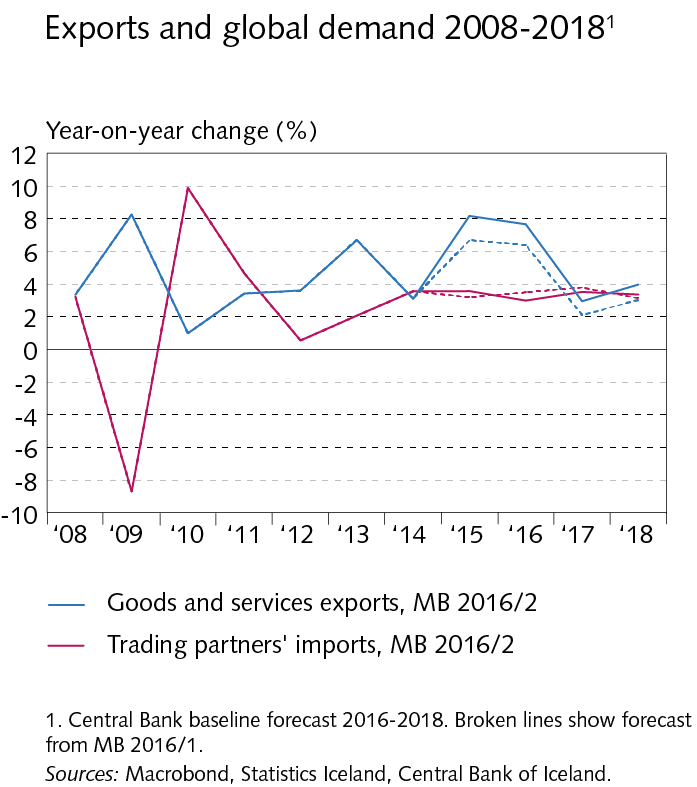 Exports and global demand 2008-2018¹
Year-on-year change (%)
12
10
8
6
4
2
0
-2
-4
-6
-8
-10
‘08 ‘09 ‘10 ‘11 ‘12 ‘13 ‘14 ‘15 ‘16 ‘17 ‘18
Goods and services exports, MB 2016/2
Trading partners' imports, MB 2016/2
1. Central Bank baseline forecast 2016-2018. Broken lines show forecast
from MB 2016/1.
Sources: Macrobond, Statistics Iceland, Central Bank of Iceland.